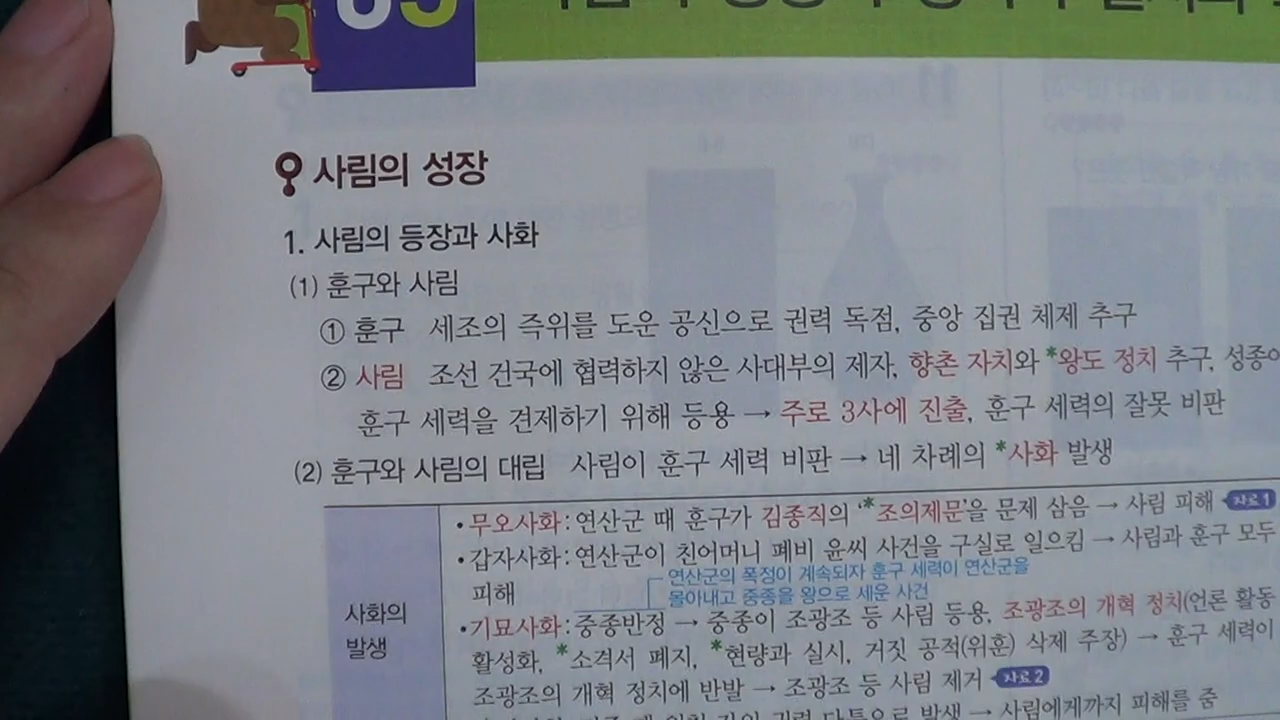 사림의 성장
1. 사림의 등장과 사화
(1) 훈구와 사림
① 훈구 세조의 즉위를 도운 공신으로 권력 독점, 중앙 집권 체제 추구
② 사림 조선 건국에 협력하지 않은 사대부의 제자, 향촌 자치와 *왕도 정치 추구, 성종이
훈구 세력을 견제하기 위해 등용 → 주로 3사에 진출, 훈구 세력의 잘못 비판
(2) 훈구와 사림의 대립 사림이 훈구 세력 비판 → 네 차례의 *사화 발생
사화의
발생
• 무오사화: 연산군 때 훈구가 김종직의 '*조의제문'을 문제 삼음 → 사림 피해 자료1
• 갑자사화: 연산군이 친어머니 폐비 윤씨 사건을 구실로 일으킴 → 사림과 훈구 모두
피해
연산군의 폭정이 계속되자 훈구 세력이 연산군을
몰아내고 중종을 왕으로 세운 사건
• 기묘사화: 중종반정 → 중종이 조광조 등 사림 등용, 조광조의 개혁 정치(언론 활동
활성화, *소격서 폐지, *현량과 실시, 거짓 공적(위훈) 삭제 주장) → 훈구 세력이
조광조의 개혁 정치에 반발 → 조광조 등 사림 제거 자료2
다툼으로 발생 → 사림에게까지 피해를 줌